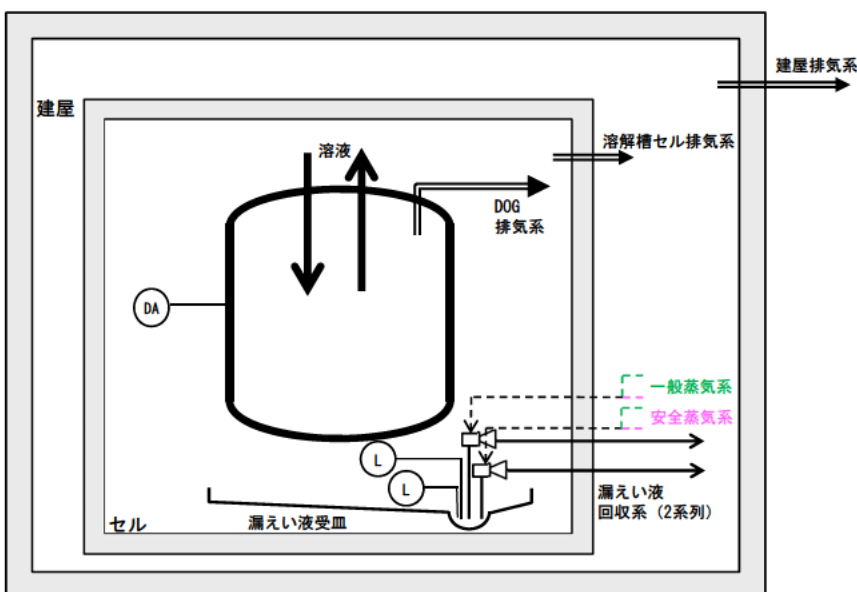 建屋排気系
建屋
溶解槽セル排気系
溶液
DOG
排気系
DA
一般蒸気系
安全蒸気系
L
L
漏えい液
回収系（2系列）
漏えい液受皿
セル